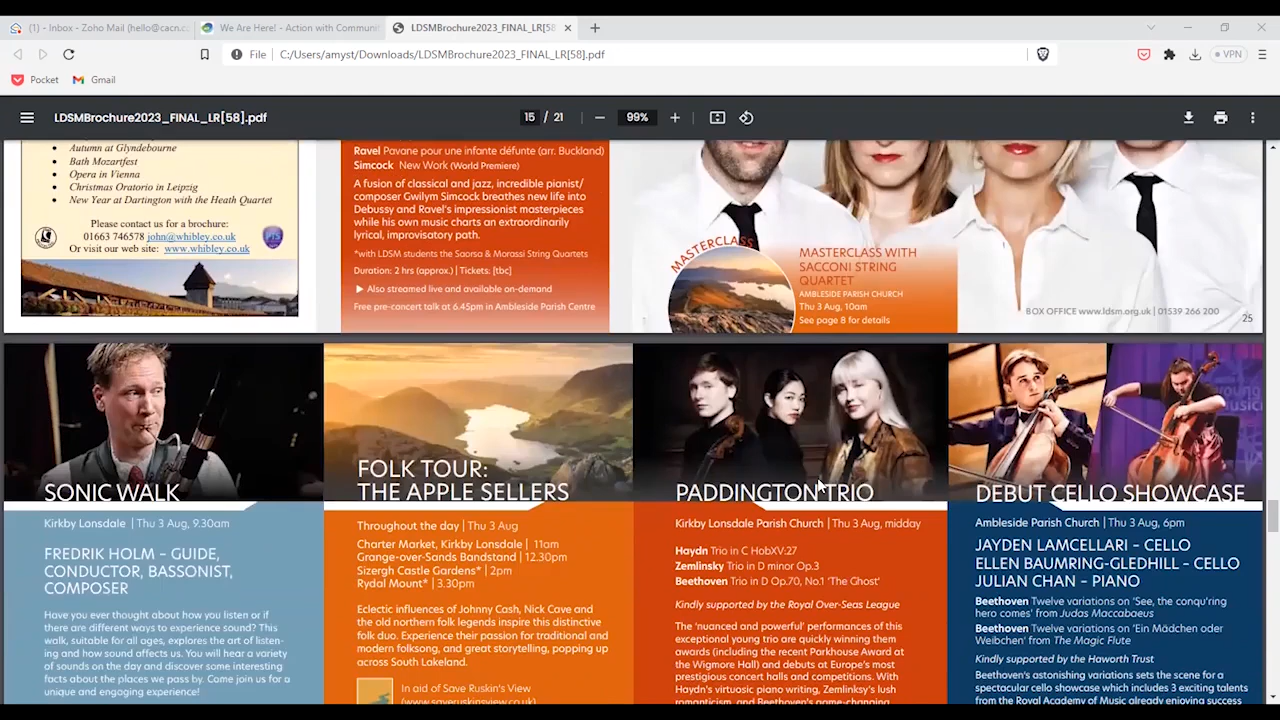 (1) - Inbox - Zoho Mail (hello@cacn.c
We Are Here! - Action with Communit
LDSMBrochure2023_FINAL_LR[58]
File
C:/Users/amyst/Downloads/LDSMBrochure2023_FINAL_LR[58].pdf
VPN
Pocket
Gmail
LDSMBrochure2023_FINAL_LR[58].pdf
15 / 21
99%
Autumn at Glyndebourne
Bath Mozartfest
Opera in Vienna
Christmas Oratorio in Leipzig
New Year at Dartington with the Heath Quartet
Please contact us for a brochure:
01663 746578 john@whibley.co.uk
Or visit our web site: www.whibley.co.uk
Ravel Pavane pour une infante défunte (arr. Buckland)
Simcock New Work (World Premiere)
A fusion of classical and jazz, incredible pianist/
composer Gwilym Simcock breathes new life into
Debussy and Ravel's impressionist masterpieces
while his own music charts an extraordinarily
lyrical, improvisatory path.
*with LDSM students the Saorsa & Morassi String Quartets
Duration: 2 hrs (approx.) | Tickets: [tbc]
Also streamed live and available on-demand
Free pre-concert talk at 6.45pm in Ambleside Parish Centre
MASTERCLASS
MASTERCLASS WITH
SACCONI STRING
QUARTET
AMBLESIDE PARISH CHURCH
Thu 3 Aug, 10am
See page 8 for details
BOX OFFICE www.ldsm.org.uk | 01539 266 200
25
SONIC WALK
Kirkby Lonsdale | Thu 3 Aug, 9.30am
FREDRIK HOLM – GUIDE,
CONDUCTOR, BASSONIST,
COMPOSER
Have you ever thought about how you listen or if
there are different ways to experience sound? This
walk, suitable for all ages, explores the art of listen-
ing and how sound affects us. You will hear a variety
of sounds on the day and discover some interesting
facts about the places we pass by. Came join us for a
unique and engaging experience!
FOLK TOUR:
THE APPLE SELLERS
Throughout the day | Thu 3 Aug
Charter Market, Kirkby Lonsdale | 11am
Grange-over-Sands Bandstand | 12.30pm
Sizergh Castle Gardens* | 2pm
Rydal Mount* | 3.30pm
Eclectic influences of Johnny Cash, Nick Cave and
the old northern folk legends inspire this distinctive
folk duo. Experience their passion for traditional and
modern folksong, and great storytelling, popping up
across South Lakeland.
In aid of Save Ruskin's View
(www.saveruskinsview.co.uk)
PADDINGTON TRIO
Kirkby Lonsdale Parish Church | Thu 3 Aug, midday
Haydn Trio in C HobXV:27
Zemlinsky Trio in D minor Op.3
Beethoven Trio in D Op.70, No.1 'The Ghost'
Kindly supported by the Royal Over-Seas League
The 'nuanced and powerful' performances of this
exceptional young trio are quickly winning them
awards (including the recent Parkhouse Award at
the Wigmore Hall) and debuts at Europe's most
prestigious concert halls and competitions. With
Haydn's virtuosic piano writing, Zemlinksy's lush
romanticism, and Beethoven's game-changing
DEBUT CELLO SHOWCASE
Ambleside Parish Church | Thu 3 Aug, 6pm
JAYDEN LAMCELLARI – CELLO
ELLEN BAUMRING-GLEDHILL – CELLO
JULIAN CHAN – PIANO
Beethoven Twelve variations on 'See, the conqu'ring
hero comes' from Judas Maccabaeus
Beethoven Twelve variations on 'Ein Mädchen oder
Weibchen' from The Magic Flute
Kindly supported by the Haworth Trust
Beethoven's astonishing variations sets the scene for a
spectacular cello showcase which includes 3 exciting talents
from the Royal Academy of Music already enjoying success